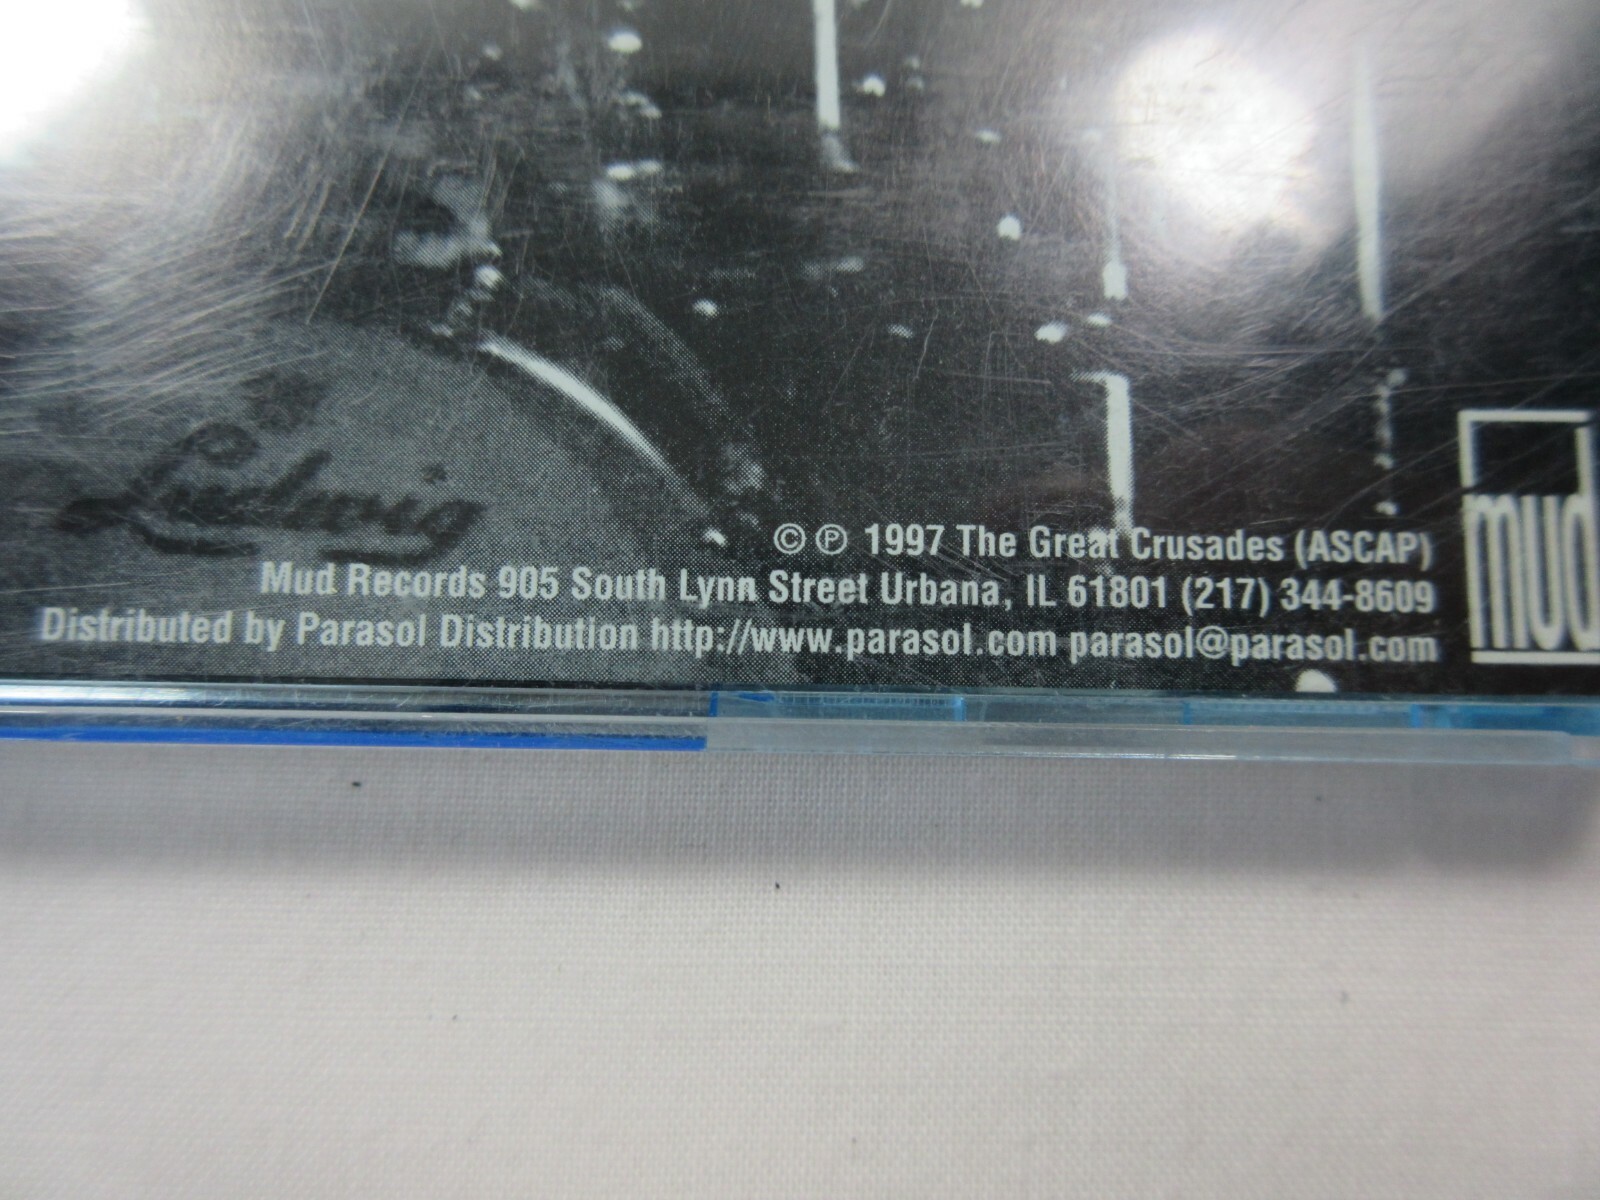 Ludwig
© ℗ 1997 The Great Crusades (ASCAP)
Mud Records 905 South Lynn Street Urbana, IL 61801 (217) 344-8609
Distributed by Parasol Distribution http://www.parasol.com parasol@parasol.com
mud
mud